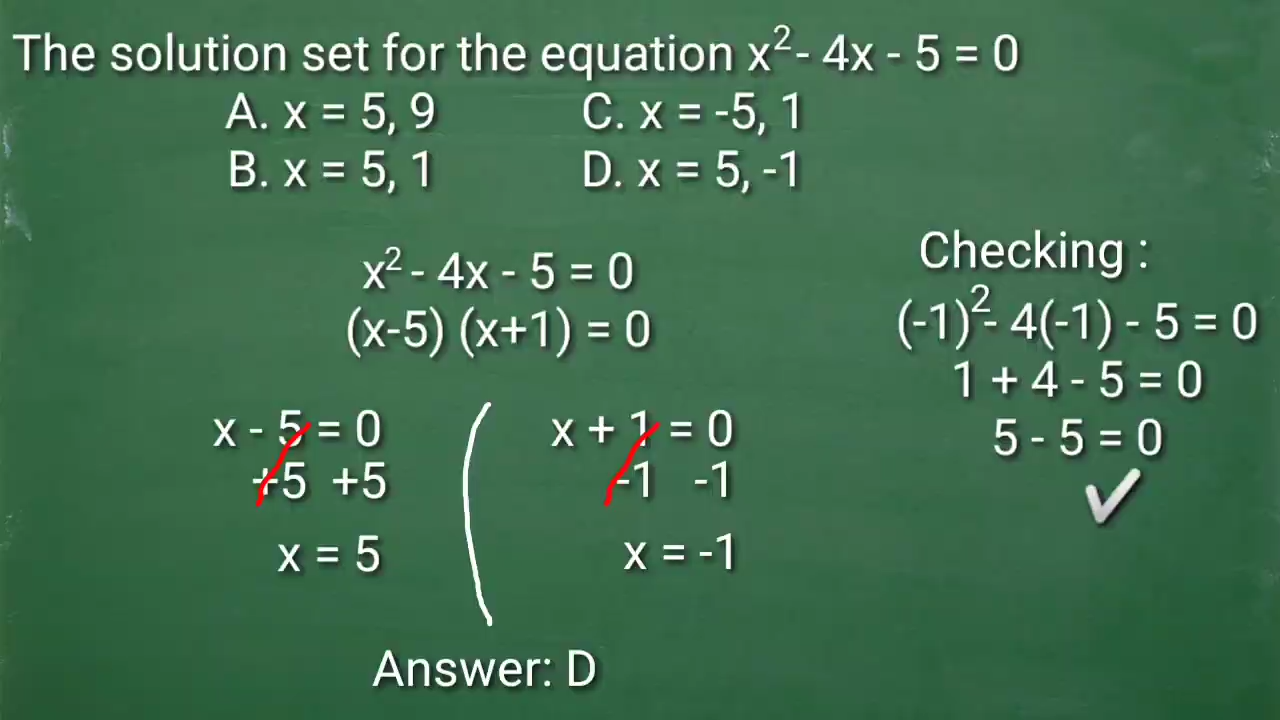 The solution set for the equation x² - 4x - 5 = 0
A. x = 5, 9
C. x = -5, 1
B. x = 5, 1
D. x = 5, -1
x² - 4x - 5 = 0
(x-5) (x+1) = 0
x - 5 = 0
+5 +5
x = 5
x + 1 = 0
-1 -1
x = -1
Answer: D
Checking :
(-1)² - 4(-1) - 5 = 0
1 + 4 - 5 = 0
5 - 5 = 0